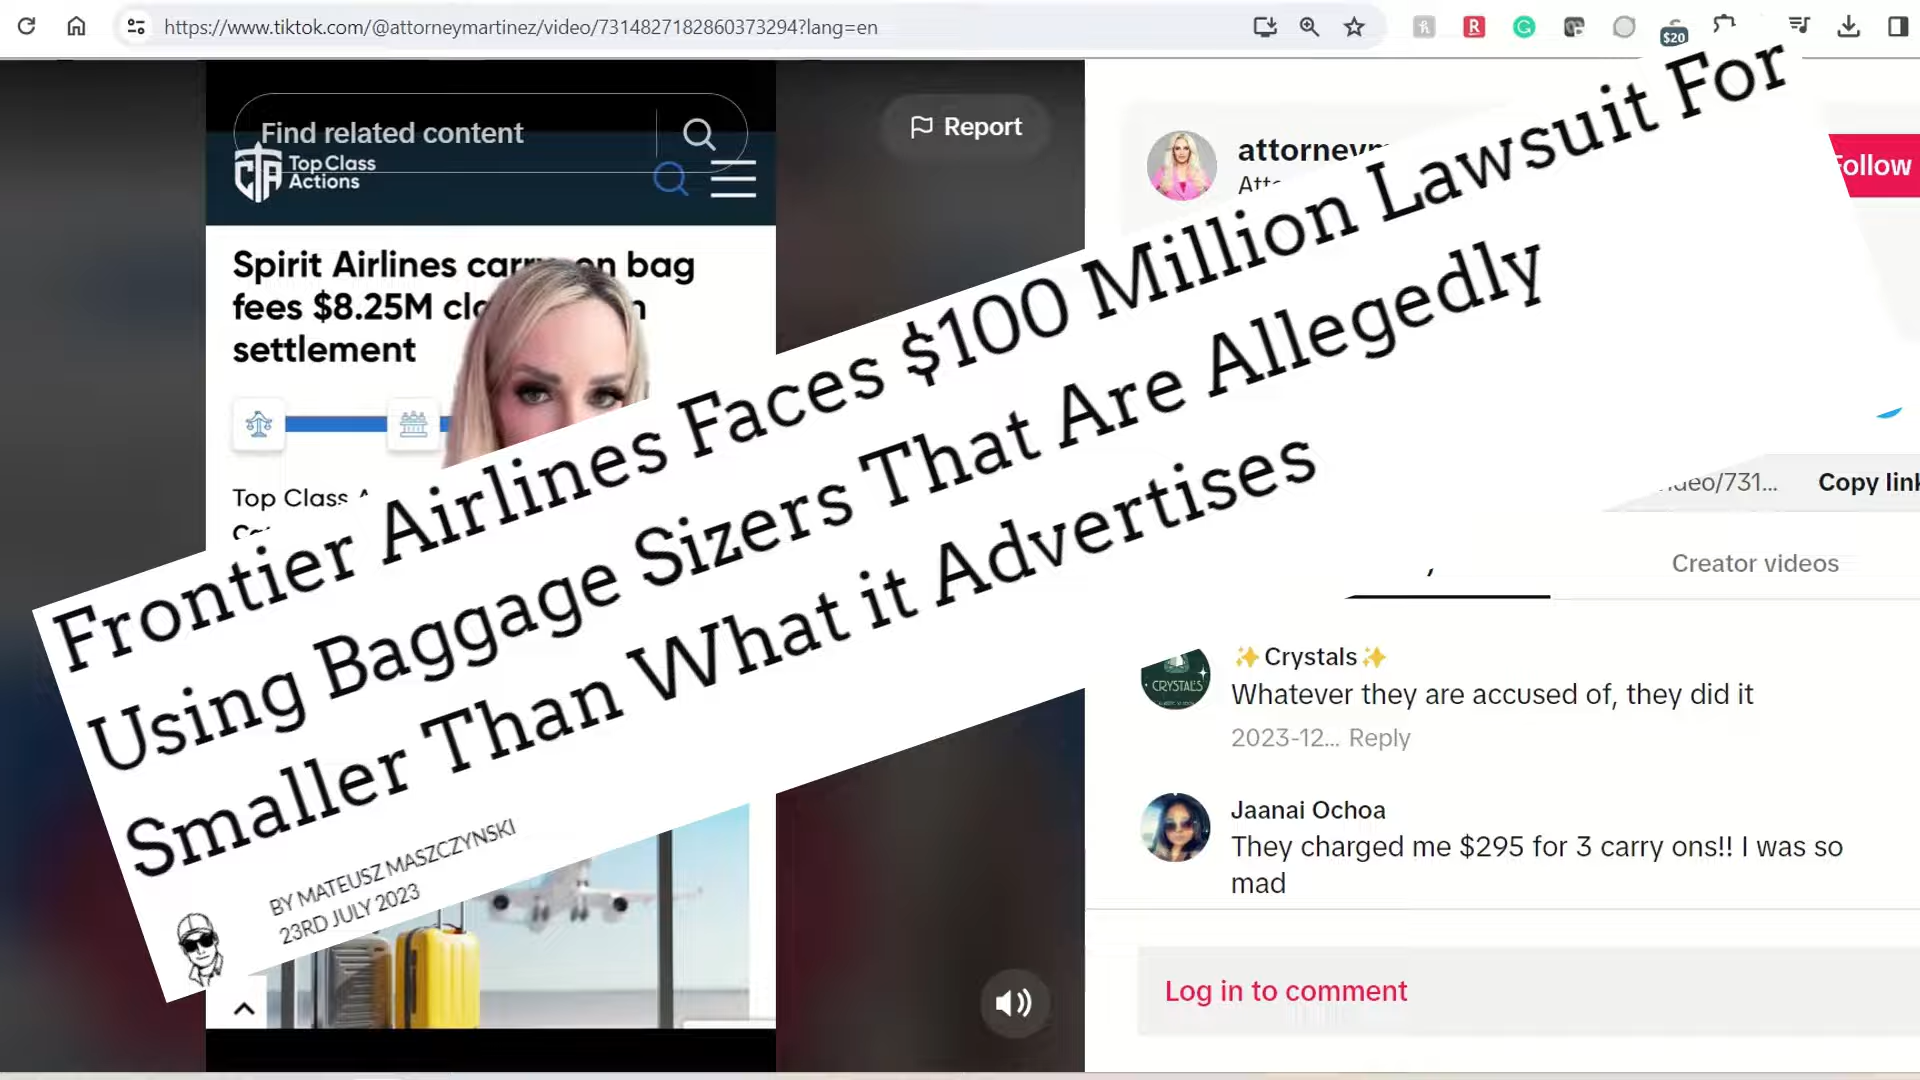 https://www.tiktok.com/@attorneymartinez/video/7314827182860373294?lang=en
$20
Find related content
Top Class
Actions
Report
Follow
Spirit Airlines bag
fees $8.25M
settlement
Top Class
Frontier Airlines Faces $100 Million Lawsuit For
Using Baggage Sizers That Are Allegedly
Smaller Than What it Advertises
BY MATEUSZ MASZCZYNSKI
23RD JULY 2023
Copy link
Creator videos
CRYSTALS
✨Crystals✨
Whatever they are accused of, they did it
2023-12... Reply
Jaanai Ochoa
They charged me $295 for 3 carry ons!! I was so
mad
Log in to comment